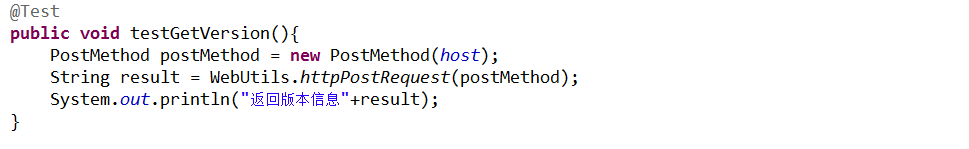 @Test
public void testGetVersion(){
    PostMethod postMethod = new PostMethod(host);
    String result = WebUtils.httpPostRequest(postMethod);
    System.out.println("返回版本信息"+result);
}